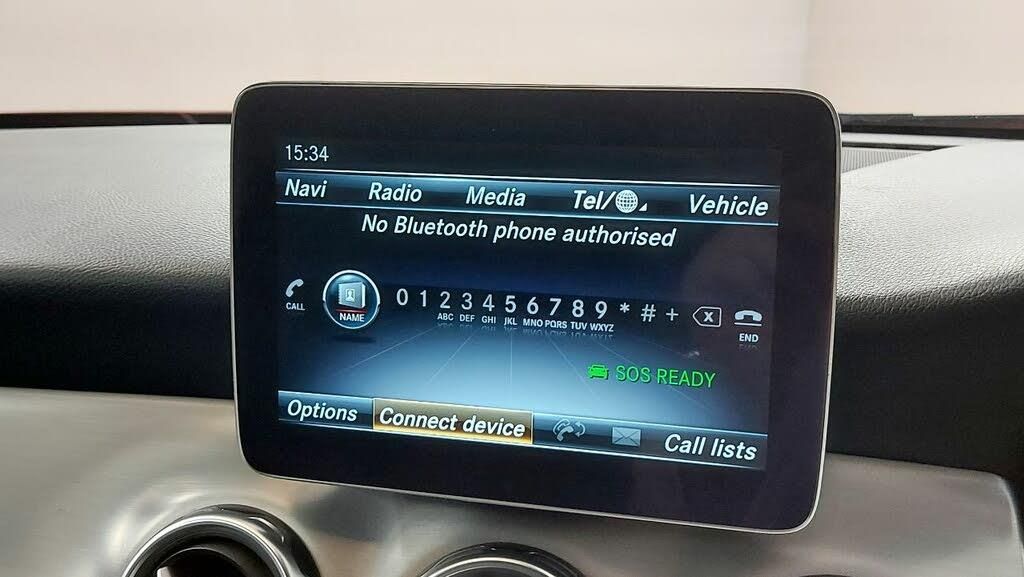 15:34
Navi Radio Media Tel/ Vehicle
No Bluetooth phone authorised
0 1 2 3 4 5 6 7 8 9 * # +
CALL NAME ABC DEF GHI JKL MNO PQRS TUV WXYZ END
SOS READY
Options Connect device Call lists